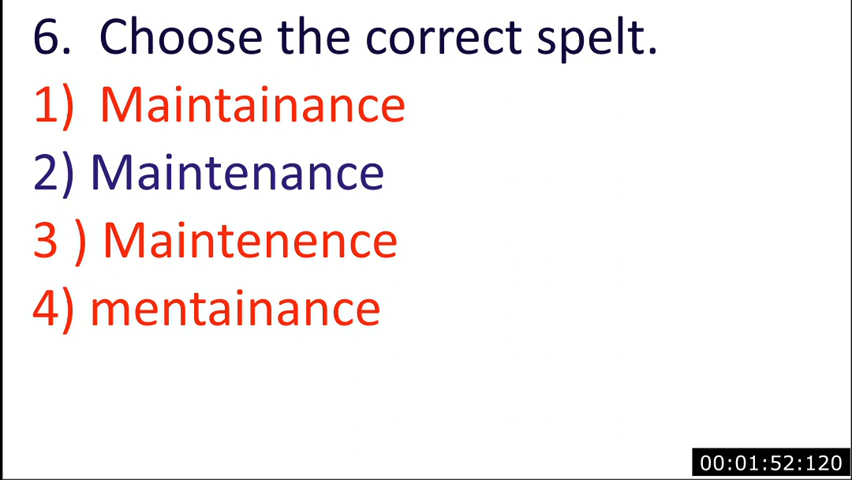 6. Choose the correct spelt.
1) Maintainance
2) Maintenance
3 ) Maintenence
4) mentainance
00:01:52:120